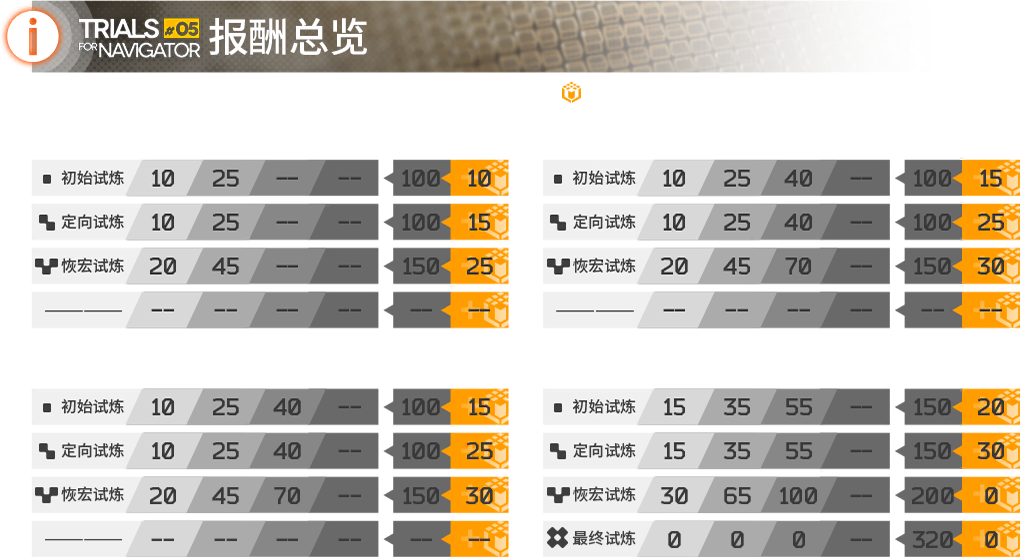 TRIALS #05
FOR NAVIGATOR 报酬总览
初始试炼 10 25 -- -- 100 10
定向试炼 10 25 -- -- 100 15
恢宏试炼 20 45 -- -- 150 25
—— —— -- -- -- -- -- --
初始试炼 10 25 40 -- 100 15
定向试炼 10 25 40 -- 100 25
恢宏试炼 20 45 70 -- 150 30
—— —— -- -- -- -- -- --
初始试炼 10 25 40 -- 100 15
定向试炼 10 25 40 -- 100 25
恢宏试炼 20 45 70 -- 150 30
—— —— -- -- -- -- -- --
初始试炼 15 35 55 -- 150 20
定向试炼 15 35 55 -- 150 30
恢宏试炼 30 65 100 -- 200 0
最终试炼 0 0 0 -- 320 0